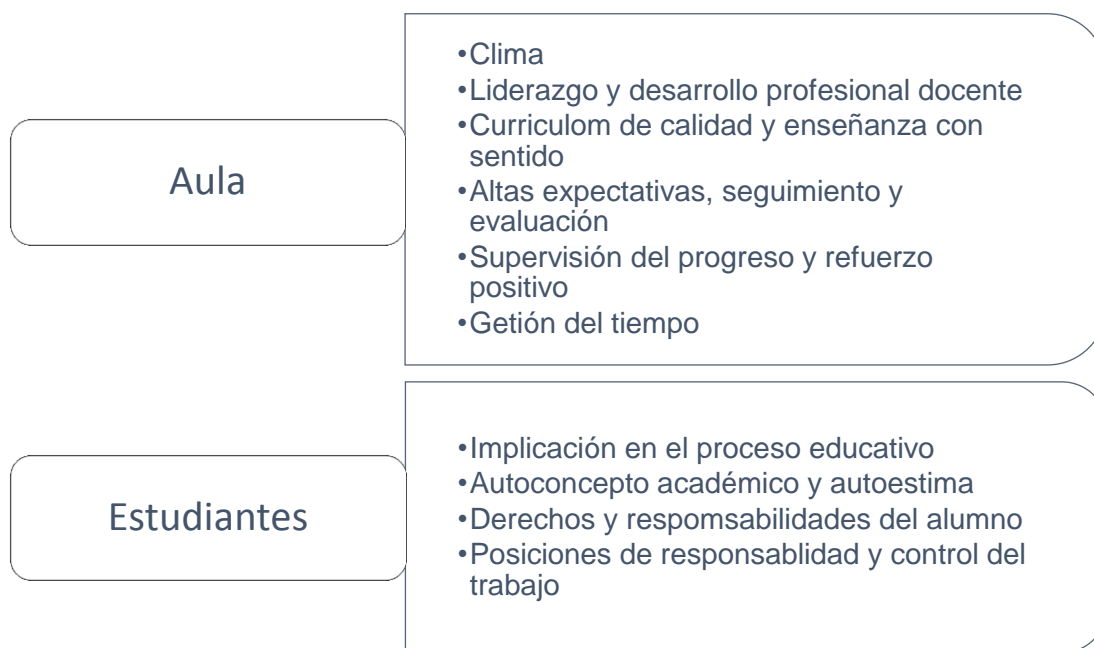 Aula
•Clima
•Liderazgo y desarrollo profesional docente
•Curriculom de calidad y enseñanza con
sentido
•Altas expectativas, seguimiento y
evaluación
•Supervisión del progreso y refuerzo
positivo
•Getión del tiempo
Estudiantes
•Implicación en el proceso educativo
•Autoconcepto académico y autoestima
•Derechos y respomsabilidades del alumno
•Posiciones de responsablidad y control del
trabajo